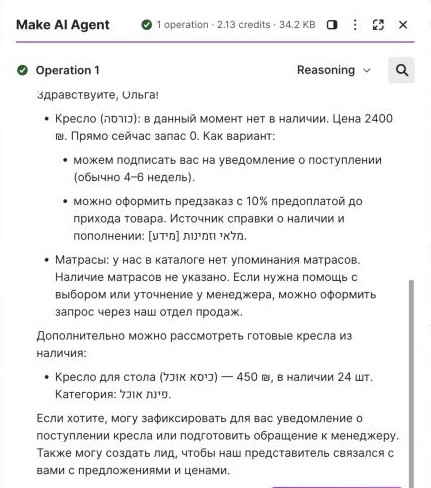 Make AI Agent
1 operation · 2.13 credits · 34.2 KB
Operation 1
Reasoning
Здравствуйте, Ольга!
• Кресло (כורסה): в данный момент нет в наличии. Цена 2400
₪. Прямо сейчас запас 0. Как вариант:
• можем подписать вас на уведомление о поступлении
(обычно 4–6 недель).
• можно оформить предзаказ с 10% предоплатой до
прихода товара. Источник справки о наличии и
пополнении: [מידע] מלאי וזמינות.
• Матрасы: у нас в каталоге нет упоминания матрасов.
Наличие матрасов не указано. Если нужна помощь с
выбором или уточнение у менеджера, можно оформить
запрос через наш отдел продаж.
Дополнительно можно рассмотреть готовые кресла из
наличия:
• Кресло для стола (כיסא אוכל) — 450 ₪, в наличии 24 шт.
Категория: פינת אוכל.
Если хотите, могу зафиксировать для вас уведомление о
поступлении кресла или подготовить обращение к менеджеру.
Также могу создать лид, чтобы наш представитель связался с
вами с предложениями и ценами.